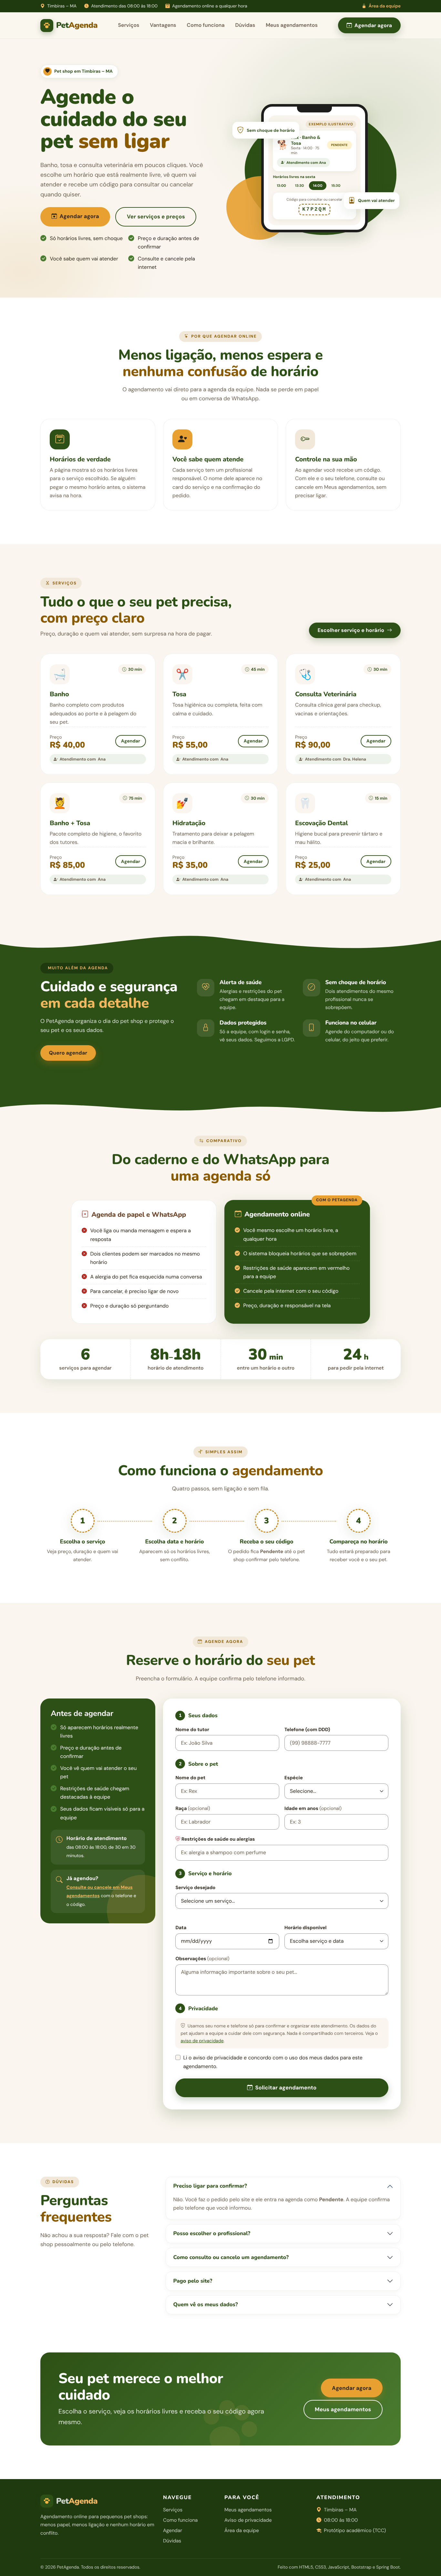 Timbiras – MA
Atendimento das 08:00 às 18:00
Agendamento online a qualquer hora
Área da equipe
PetAgenda
Serviços
Vantagens
Como funciona
Dúvidas
Meus agendamentos
Agendar agora
Pet shop em Timbiras – MA
Agende o
cuidado do seu
pet sem ligar
Banho, tosa e consulta veterinária em poucos cliques. Você
escolhe um horário que está realmente livre, vê quem vai
atender e recebe um código para consultar ou cancelar
quando quiser.
Agendar agora
Ver serviços e preços
Só horários livres, sem choque
Preço e duração antes de
confirmar
Você sabe quem vai atender
Consulte e cancele pela
internet
EXEMPLO ILUSTRATIVO
Sem choque de horário
· Banho &
Tosa
Sexta · 14:00 · 75
min
PENDENTE
Atendimento com Ana
Horários livres na sexta
13:00
13:30
14:00
15:00
Código para consultar ou cancelar
K7P2QM
Quem vai atender
POR QUE AGENDAR ONLINE
Menos ligação, menos espera e
nenhuma confusão de horário
O agendamento vai direto para a agenda da equipe. Nada se perde em papel
ou em conversa de WhatsApp.
Horários de verdade
A página mostra só os horários livres
para o serviço escolhido. Se alguém
pegar o mesmo horário antes, o sistema
avisa na hora.
Você sabe quem atende
Cada serviço tem um profissional
responsável. O nome dele aparece no
card do serviço e na confirmação do
pedido.
Controle na sua mão
Ao agendar você recebe um código.
Com ele e o seu telefone, consulta ou
cancela em Meus agendamentos, sem
precisar ligar.
SERVIÇOS
Tudo o que o seu pet precisa,
com preço claro
Preço, duração e quem vai atender, sem surpresa na hora de pagar.
Escolher serviço e horário
30 min
Banho
Banho completo com produtos
adequados ao porte e à pelagem do
seu pet.
Preço
R$ 40,00
Agendar
Atendimento com Ana
45 min
Tosa
Tosa higiênica ou completa, feita com
calma e cuidado.
Preço
R$ 55,00
Agendar
Atendimento com Ana
30 min
Consulta Veterinária
Consulta clínica geral para checkup,
vacinas e orientações.
Preço
R$ 90,00
Agendar
Atendimento com Dra. Helena
75 min
Banho + Tosa
Pacote completo de higiene, o favorito
dos tutores.
Preço
R$ 85,00
Agendar
Atendimento com Ana
30 min
Hidratação
Tratamento para deixar a pelagem
macia e brilhante.
Preço
R$ 35,00
Agendar
Atendimento com Ana
15 min
Escovação Dental
Higiene bucal para prevenir tártaro e
mau hálito.
Preço
R$ 25,00
Agendar
Atendimento com Ana
MUITO ALÉM DA AGENDA
Cuidado e segurança
em cada detalhe
O PetAgenda organiza o dia do pet shop e protege o
seu pet e os seus dados.
Quero agendar
Alerta de saúde
Alergias e restrições do pet
chegam em destaque para a
equipe.
Sem choque de horário
Dois atendimentos do mesmo
profissional nunca se
sobrepõem.
Dados protegidos
Só a equipe, com login e senha,
vê seus dados. Seguimos a LGPD.
Funciona no celular
Agende do computador ou do
celular, do jeito que preferir.
COMPARATIVO
Do caderno e do WhatsApp para
uma agenda só
Agenda de papel e WhatsApp
Você liga ou manda mensagem e espera a
resposta
Dois clientes podem ser marcados no mesmo
horário
A alergia do pet fica esquecida numa conversa
Para cancelar, é preciso ligar de novo
Preço e duração só perguntando
COM O PETAGENDA
Agendamento online
Você mesmo escolhe um horário livre, a
qualquer hora
O sistema bloqueia horários que se sobrepõem
Restrições de saúde aparecem em vermelho
para a equipe
Cancele pela internet com o seu código
Preço, duração e responsável na tela
6
serviços para agendar
8h–18h
horário de atendimento
30 min
entre um horário e outro
24 h
para pedir pela internet
SIMPLES ASSIM
Como funciona o agendamento
Quatro passos, sem ligação e sem fila.
1
Escolha o serviço
Veja preço, duração e quem vai
atender.
2
Escolha data e horário
Aparecem só os horários livres,
sem conflito.
3
Receba o seu código
O pedido fica Pendente até o pet
shop confirmar pelo telefone.
4
Compareça no horário
Tudo estará preparado para
receber você e o seu pet.
AGENDE AGORA
Reserve o horário do seu pet
Preencha o formulário. A equipe confirma pelo telefone informado.
Antes de agendar
Só aparecem horários realmente
livres
Preço e duração antes de
confirmar
Você vê quem vai atender o seu
pet
Restrições de saúde chegam
destacadas à equipe
Seus dados ficam visíveis só para a
equipe
Horário de atendimento
das 08:00 às 18:00, de 30 em 30
minutos.
Já agendou?
Consulte ou cancele em Meus
agendamentos com o telefone e
o código.
1 Seus dados
Nome do tutor
Telefone (com DDD)
Ex: João Silva
(99) 98888-7777
2 Sobre o pet
Nome do pet
Espécie
Ex: Rex
Selecione...
Raça (opcional)
Idade em anos (opcional)
Ex: Labrador
Ex: 3
Restrições de saúde ou alergias
Ex: alergia a shampoo com perfume
3 Serviço e horário
Serviço desejado
Selecione um serviço...
Data
Horário disponível
mm/dd/yyyy
Escolha serviço e data
Observações (opcional)
Alguma informação importante sobre o seu pet...
4 Privacidade
Usamos seu nome e telefone só para confirmar e organizar este atendimento. Os dados do
pet ajudam a equipe a cuidar dele com segurança. Nada é compartilhado com terceiros. Veja o
aviso de privacidade.
Li o aviso de privacidade e concordo com o uso dos meus dados para este
agendamento.
Solicitar agendamento
DÚVIDAS
Perguntas
frequentes
Não achou a sua resposta? Fale com o pet
shop pessoalmente ou pelo telefone.
Preciso ligar para confirmar?
Não. Você faz o pedido pelo site e ele entra na agenda como Pendente. A equipe confirma
pelo telefone que você informou.
Posso escolher o profissional?
Como consulto ou cancelo um agendamento?
Pago pelo site?
Quem vê os meus dados?
Seu pet merece o melhor
cuidado
Escolha o serviço, veja os horários livres e receba o seu código agora
mesmo.
Agendar agora
Meus agendamentos
PetAgenda
Agendamento online para pequenos pet shops:
menos papel, menos ligação e nenhum horário em
conflito.
NAVEGUE
Serviços
Como funciona
Agendar
Dúvidas
PARA VOCÊ
Meus agendamentos
Aviso de privacidade
Área da equipe
ATENDIMENTO
Timbiras – MA
08:00 às 18:00
Protótipo acadêmico (TCC)
© 2026 PetAgenda. Todos os direitos reservados.
Feito com HTML5, CSS3, JavaScript, Bootstrap e Spring Boot.